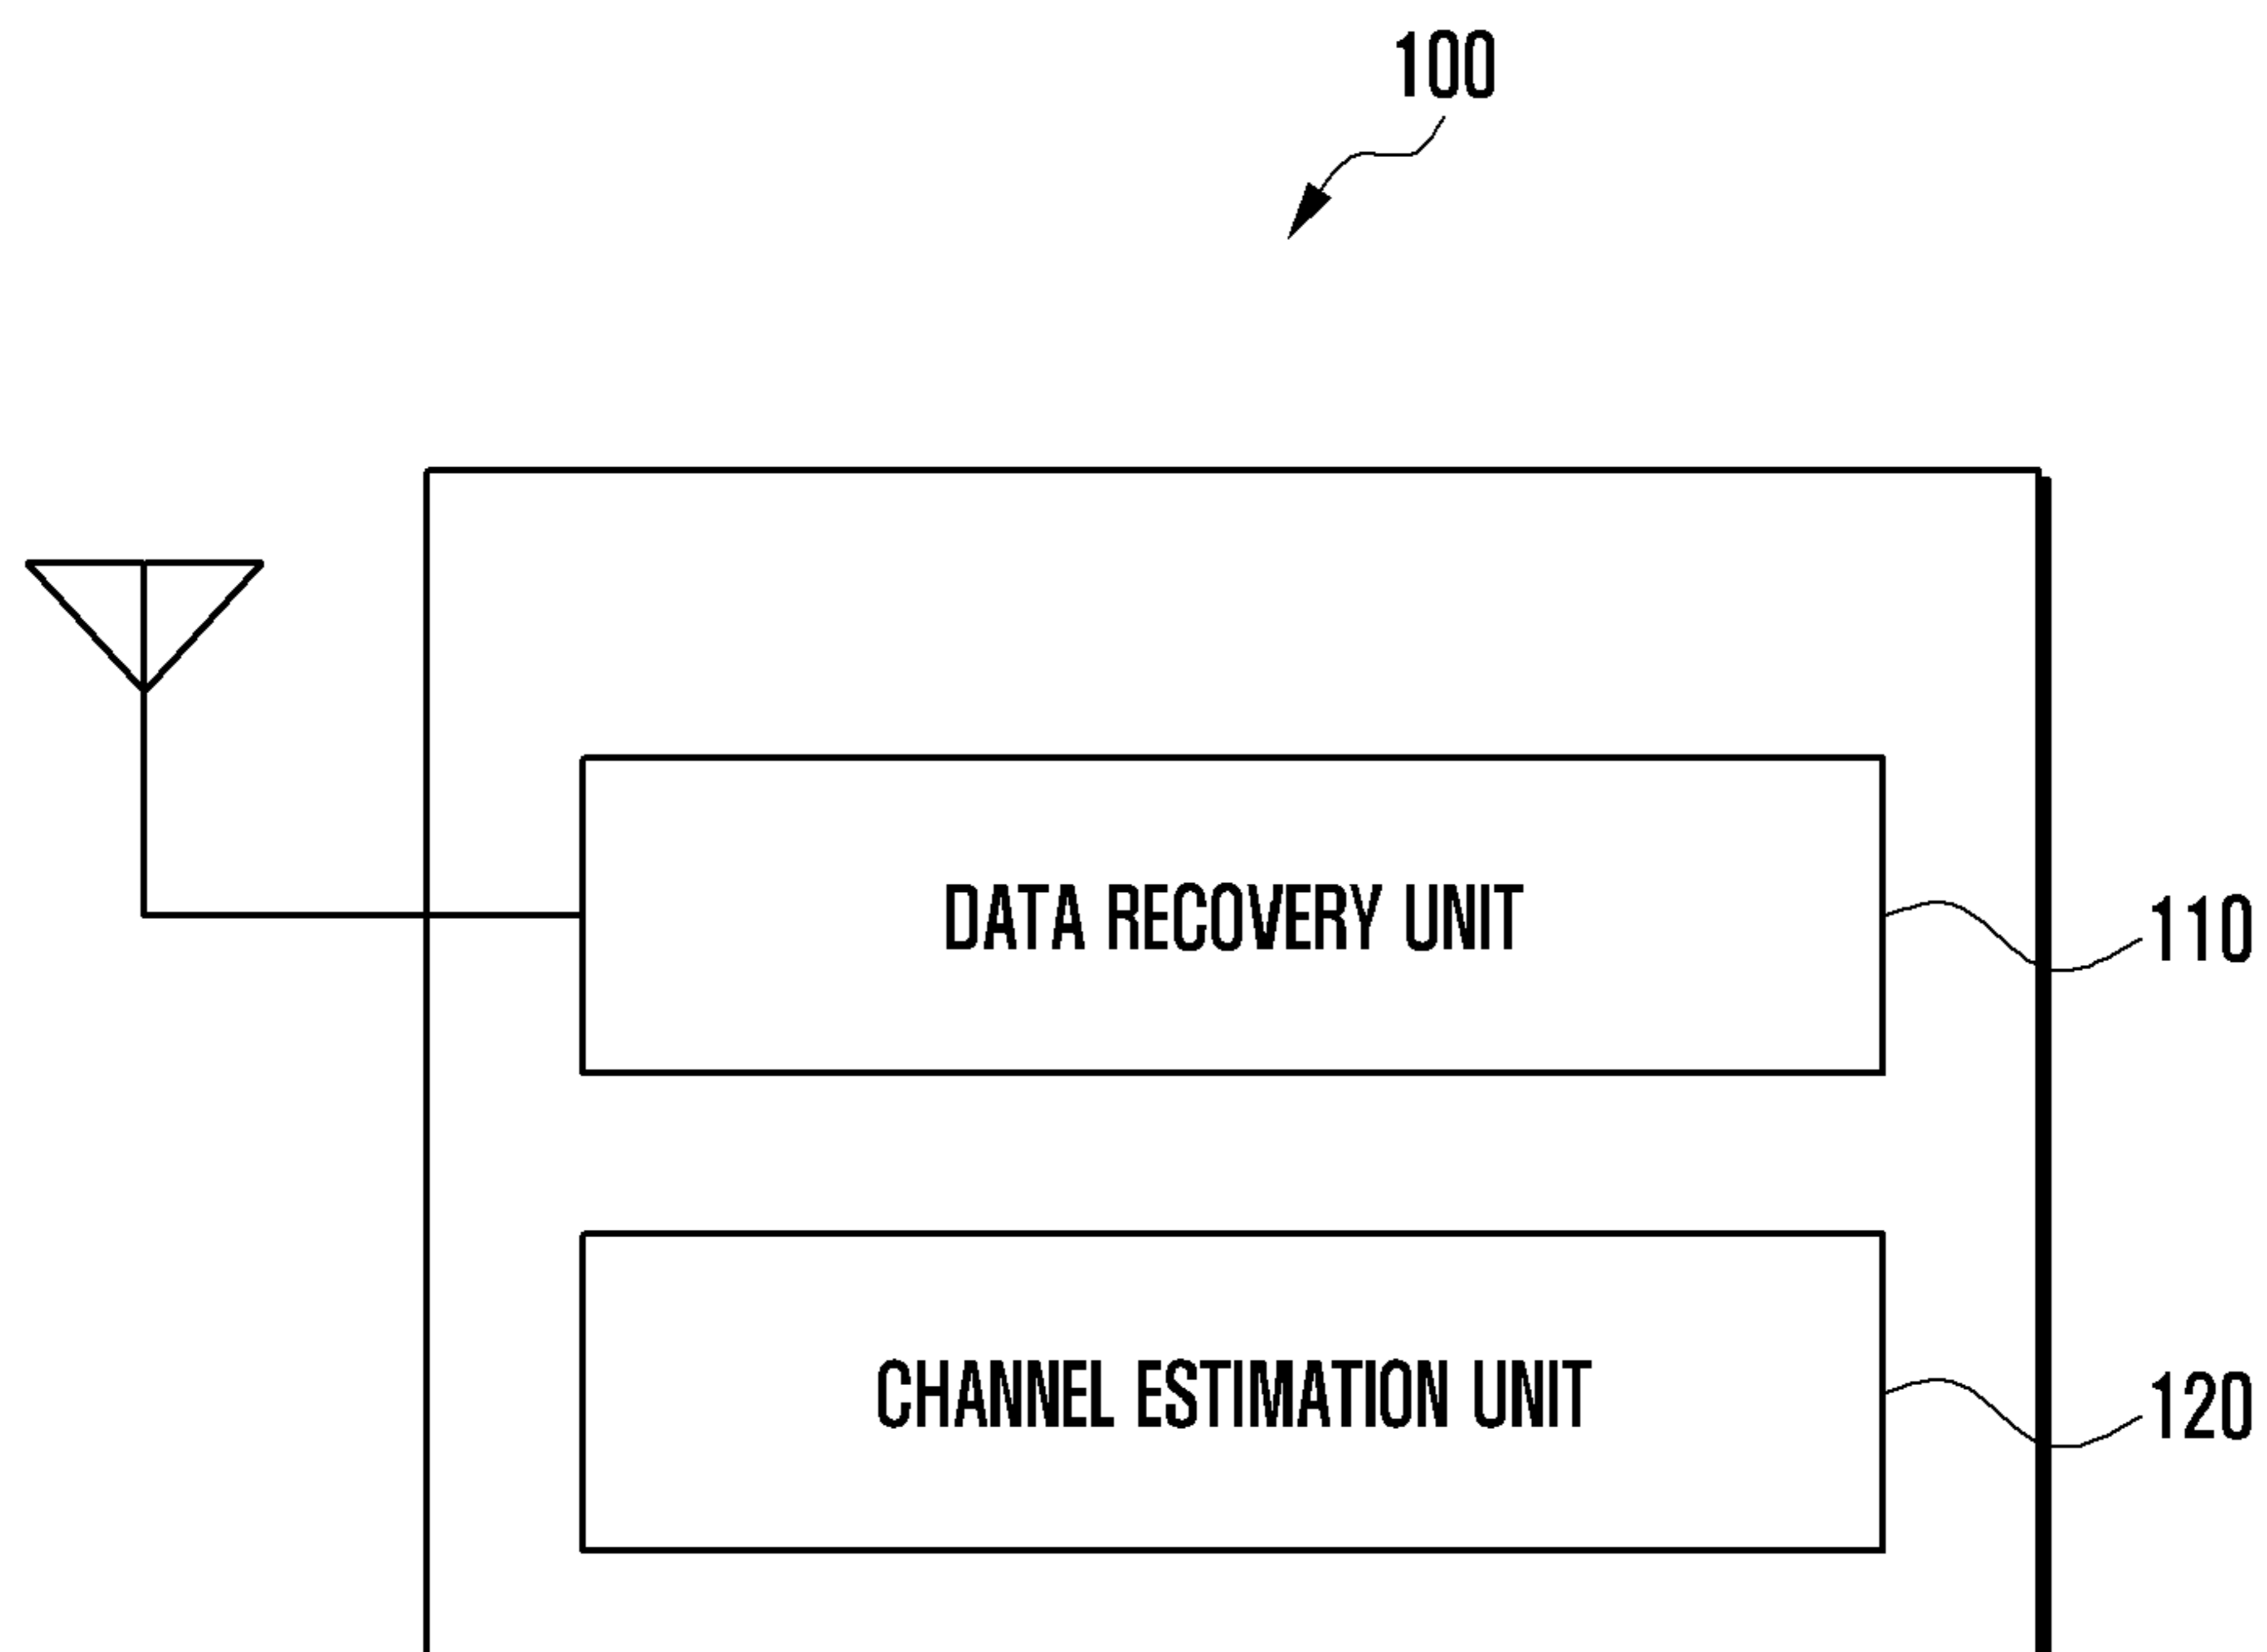 100
DATA RECOVERY UNIT
110
CHANNEL ESTIMATION UNIT
120